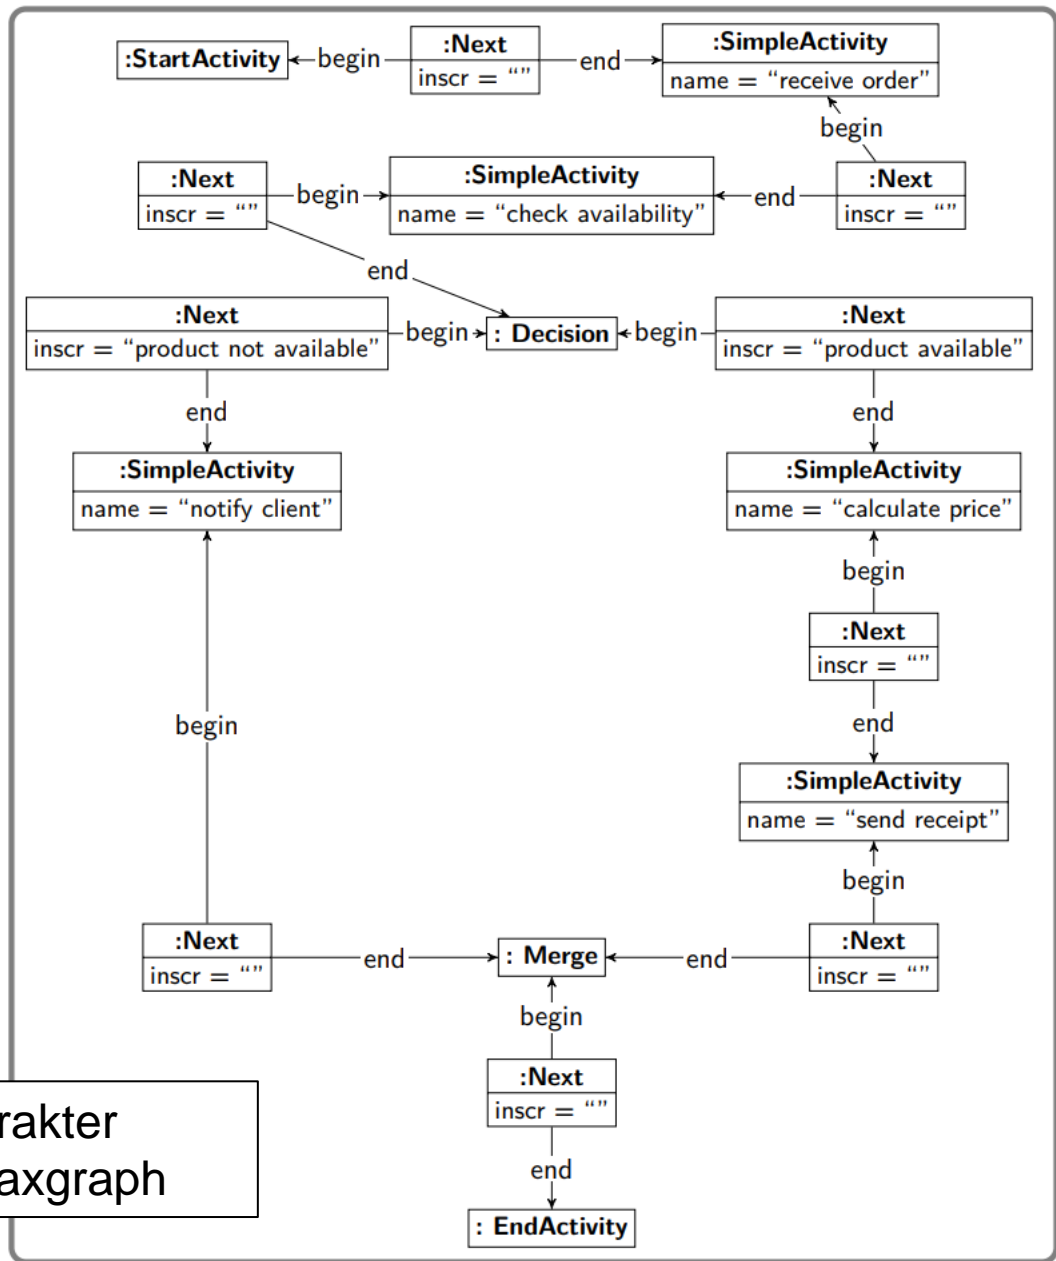 :StartActivity
begin
:Next
inscr = “”
end
:SimpleActivity
name = “receive order”
begin
:Next
inscr = “”
begin
:SimpleActivity
name = “check availability”
end
:Next
inscr = “”
end
:Next
inscr = “product not available”
begin
: Decision
begin
:Next
inscr = “product available”
end
end
:SimpleActivity
name = “notify client”
:SimpleActivity
name = “calculate price”
begin
:Next
inscr = “”
begin
end
:SimpleActivity
name = “send receipt”
begin
:Next
inscr = “”
end
: Merge
end
:Next
inscr = “”
begin
:Next
inscr = “”
end
: EndActivity
rakter
axgraph